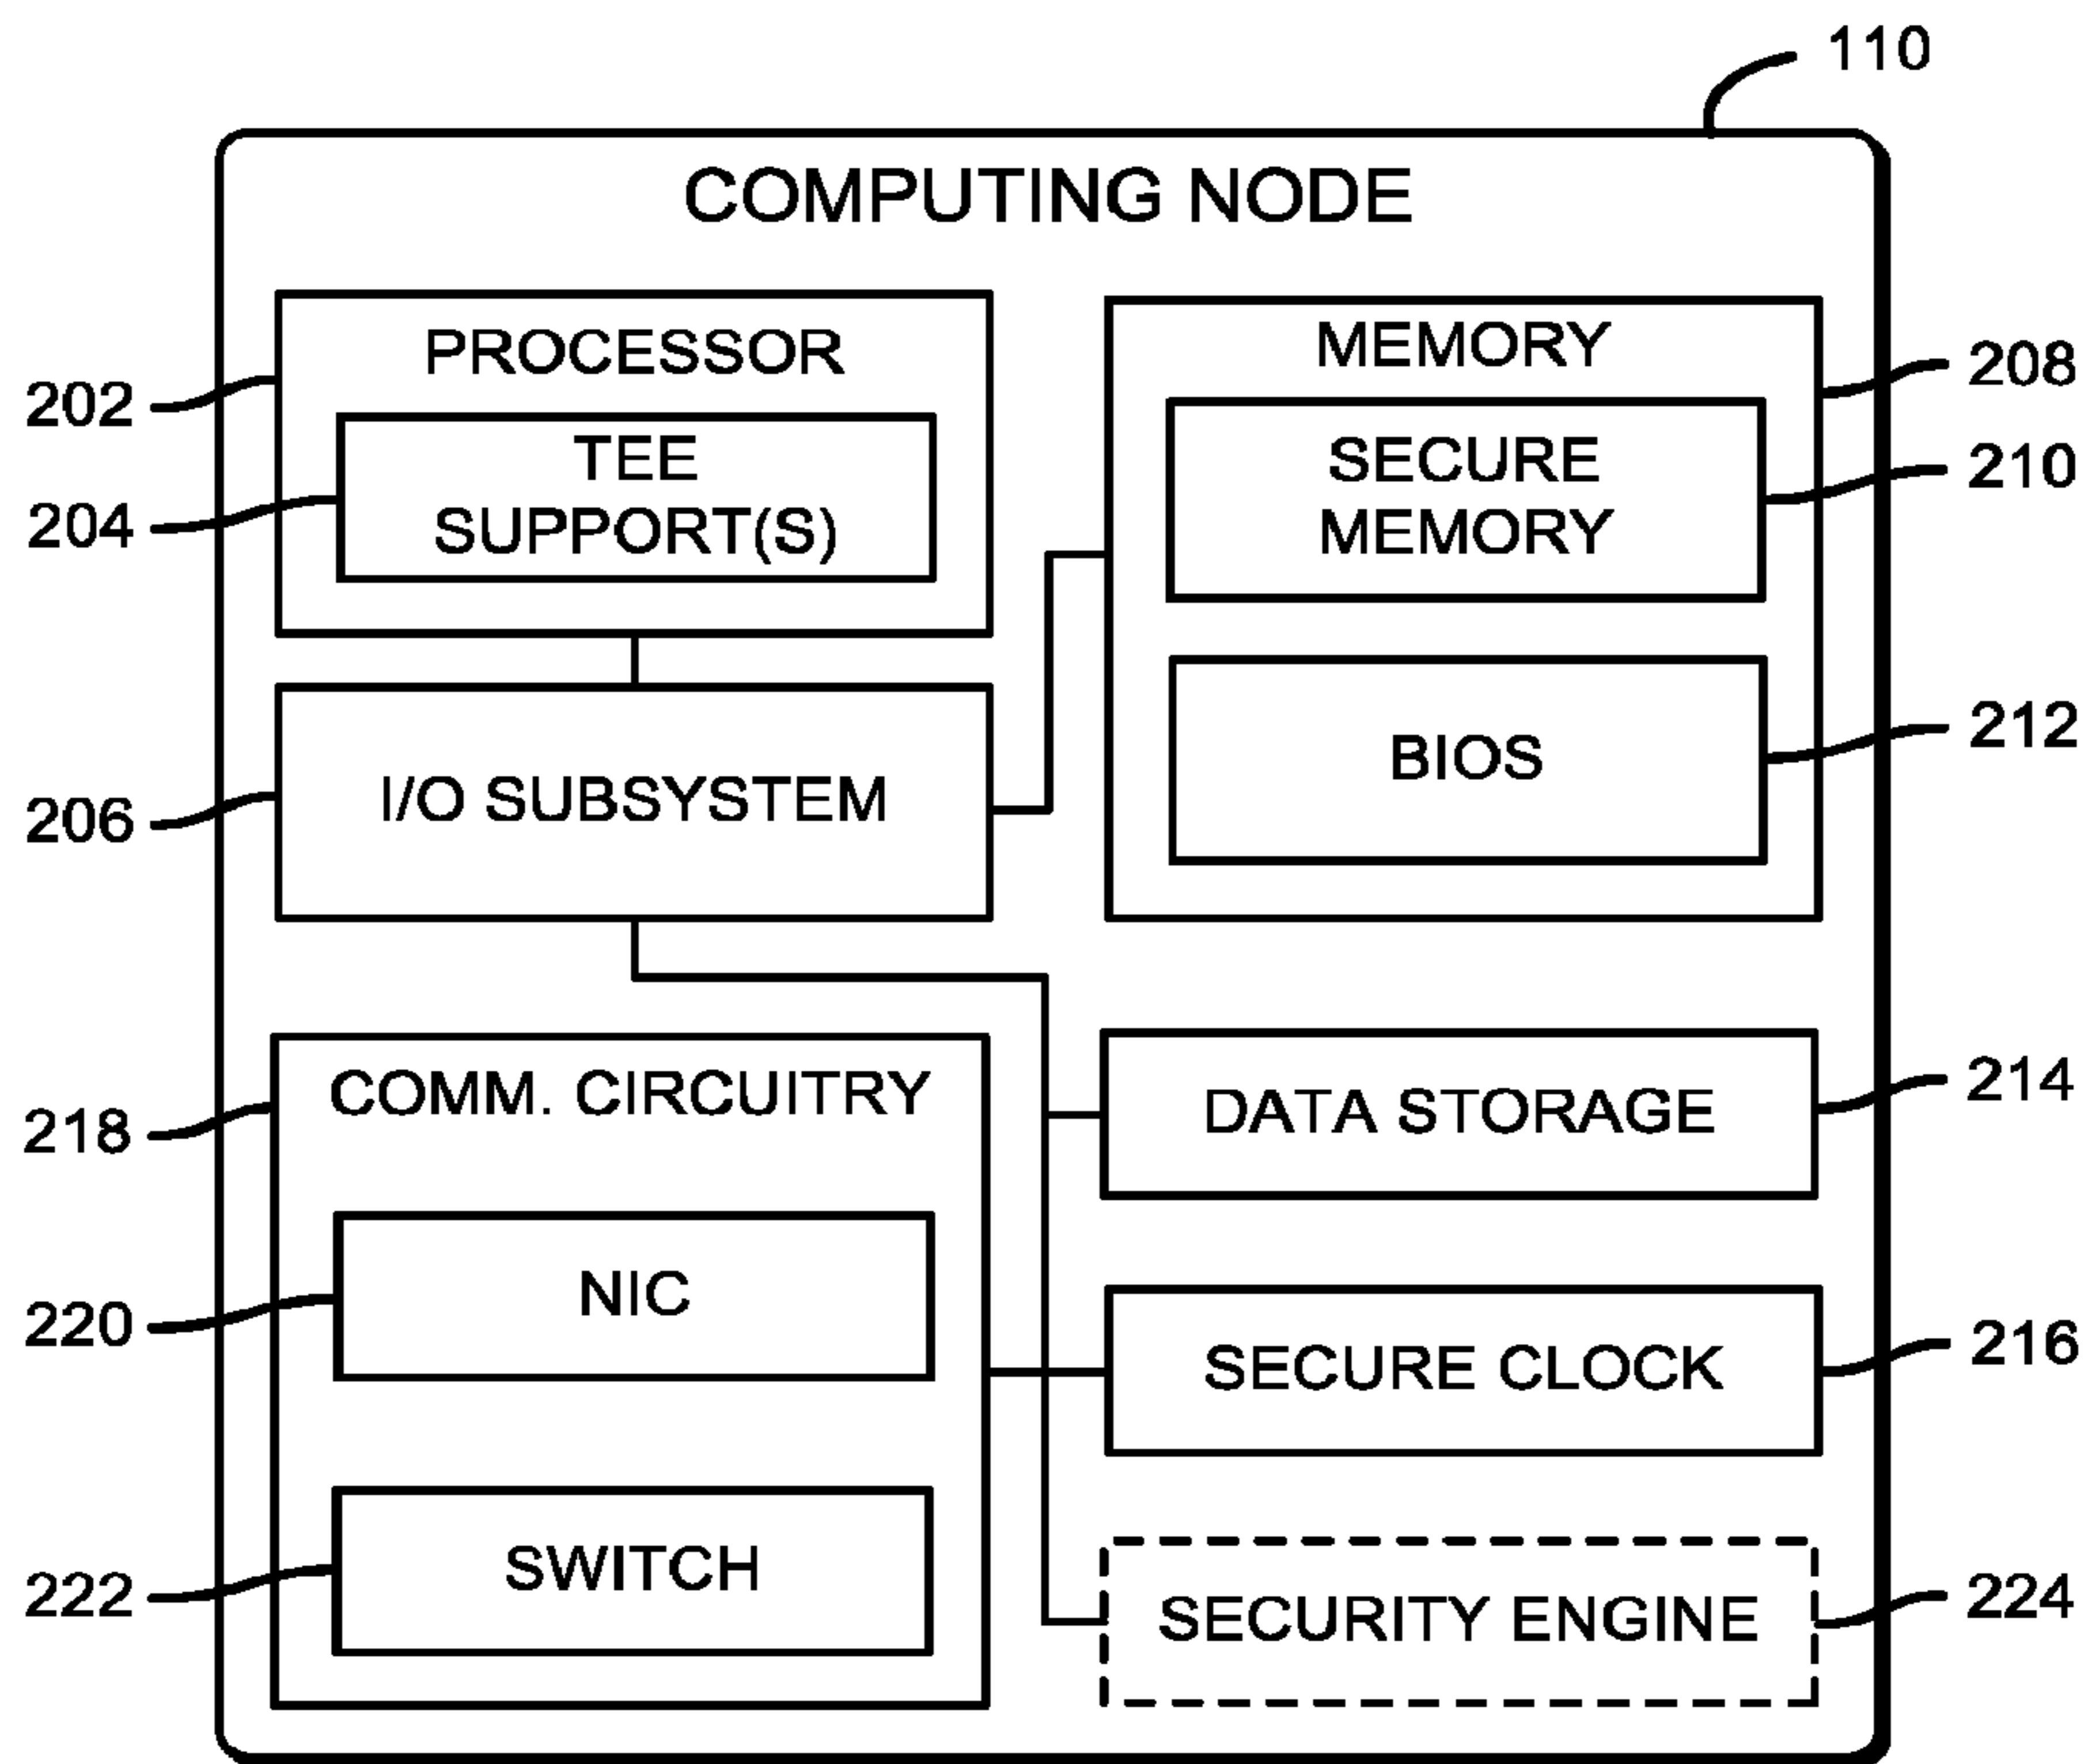 110
COMPUTING NODE
PROCESSOR
202
TEE
SUPPORT(S)
204
MEMORY
208
SECURE
MEMORY
210
BIOS
212
I/O SUBSYSTEM
206
COMM. CIRCUITRY
218
NIC
220
SWITCH
222
DATA STORAGE
214
SECURE CLOCK
216
SECURITY ENGINE
224